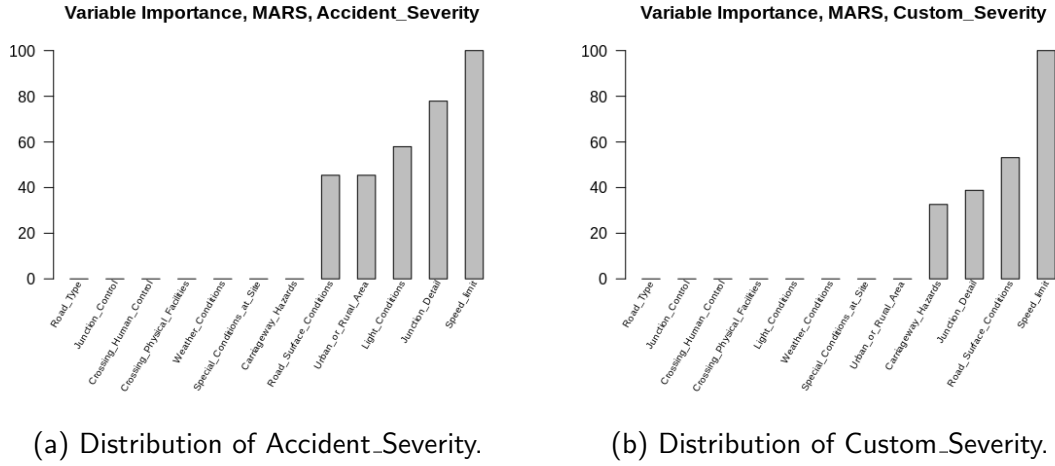 Variable Importance, MARS, Accident_Severity
100
80
60
40
20
0
Road_Type
Junction_Control
Crossing_Human_Control
Crossing_Physical_Facilities
Weather_Conditions
Special_Conditions_at_Site
Carriageway_Hazards
Road_Surface_Conditions
Urban_or_Rural_Area
Light_Conditions
Junction_Detail
Speed_limit
(a) Distribution of Accident_Severity.
Variable Importance, MARS, Custom_Severity
100
80
60
40
20
0
Road_Type
Junction_Control
Crossing_Human_Control
Crossing_Physical_Facilities
Light_Conditions
Weather_Conditions
Special_Conditions_at_Site
Urban_or_Rural_Area
Carriageway_Hazards
Junction_Detail
Road_Surface_Conditions
Speed_limit
(b) Distribution of Custom_Severity.